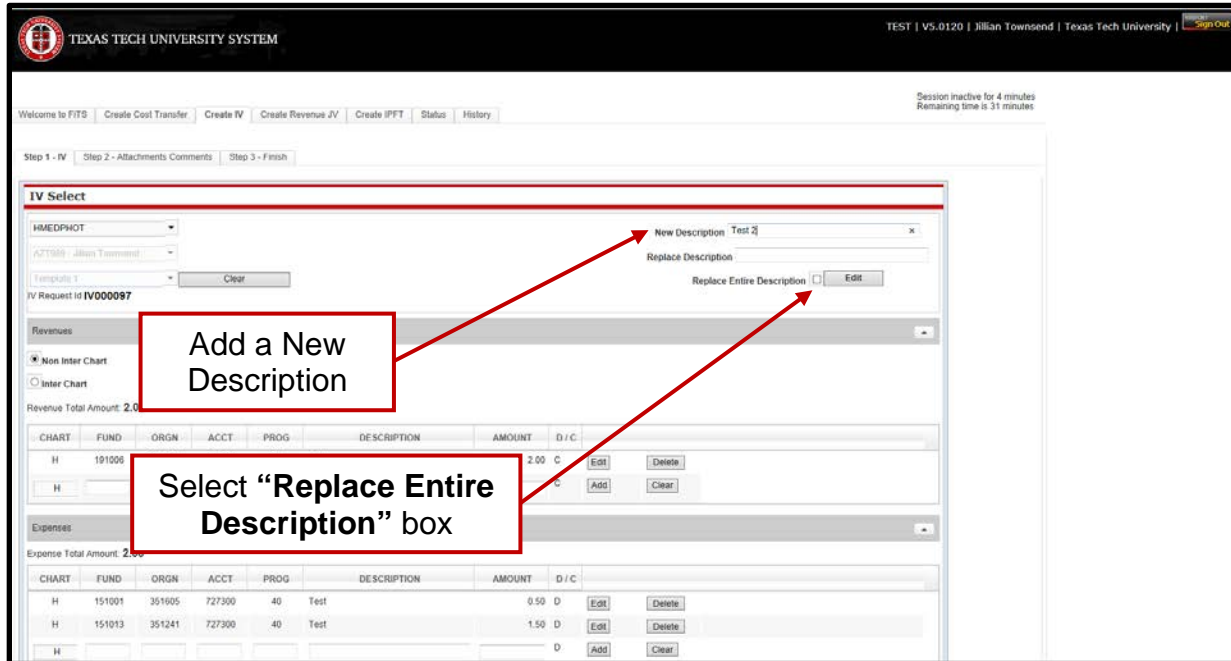 TEXAS TECH UNIVERSITY SYSTEM
TEST | V5.0120 | Jillian Townsend | Texas Tech University | Sign Out
Session inactive for 4 minutes
Remaining time is 31 minutes
Welcome to FiTS Create Cost Transfer Create IV Create Revenue JV Create IPFT Status History
Step 1 - IV Step 2 - Attachments Comments Step 3 - Finish
IV Select
HMEDPHOT
New Description Test 2 ×
Jillian Townsend
Replace Description
Template 1 Clear
Replace Entire Description Edit
IV Request Id IV000097
Revenues
Add a New
Description
Non Inter Chart
Inter Chart
Revenue Total Amount: 2.0
CHART FUND ORGN ACCT PROG DESCRIPTION AMOUNT D / C
H 191006 2.00 C Edit Delete
H C Add Clear
Select “Replace Entire
Description” box
Expenses
Expense Total Amount: 2.00
CHART FUND ORGN ACCT PROG DESCRIPTION AMOUNT D / C
H 151001 351605 727300 40 Test 0.50 D Edit Delete
H 151013 351241 727300 40 Test 1.50 D Edit Delete
H D Add Clear